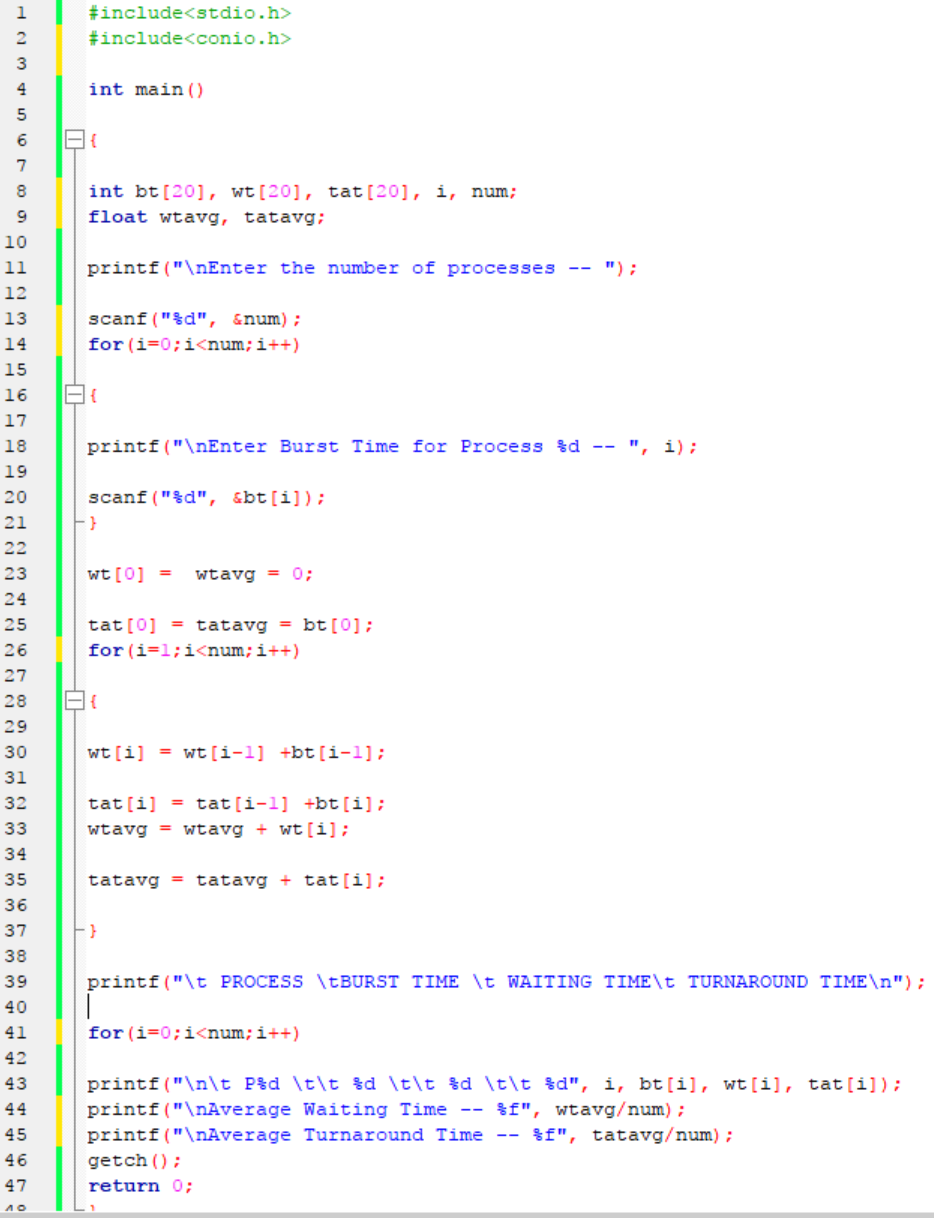 1 #include<stdio.h>
2 #include<conio.h>
3
4 int main()
5
6 {
7
8 int bt[20], wt[20], tat[20], i, num;
9 float wtavg, tatavg;
10
11 printf("\nEnter the number of processes -- ");
12
13 scanf("%d", &num);
14 for(i=0;i<num;i++)
15
16 {
17
18 printf("\nEnter Burst Time for Process %d -- ", i);
19
20 scanf("%d", &bt[i]);
21 }
22
23 wt[0] =  wtavg = 0;
24
25 tat[0] = tatavg = bt[0];
26 for(i=1;i<num;i++)
27
28 {
29
30 wt[i] = wt[i-1] +bt[i-1];
31
32 tat[i] = tat[i-1] +bt[i];
33 wtavg = wtavg + wt[i];
34
35 tatavg = tatavg + tat[i];
36
37 }
38
39 printf("\t PROCESS \tBURST TIME \t WAITING TIME\t TURNAROUND TIME\n");
40
41 for(i=0;i<num;i++)
42
43 printf("\n\t P%d \t\t %d \t\t %d \t\t %d", i, bt[i], wt[i], tat[i]);
44 printf("\nAverage Waiting Time -- %f", wtavg/num);
45 printf("\nAverage Turnaround Time -- %f", tatavg/num);
46 getch();
47 return 0;
48 }